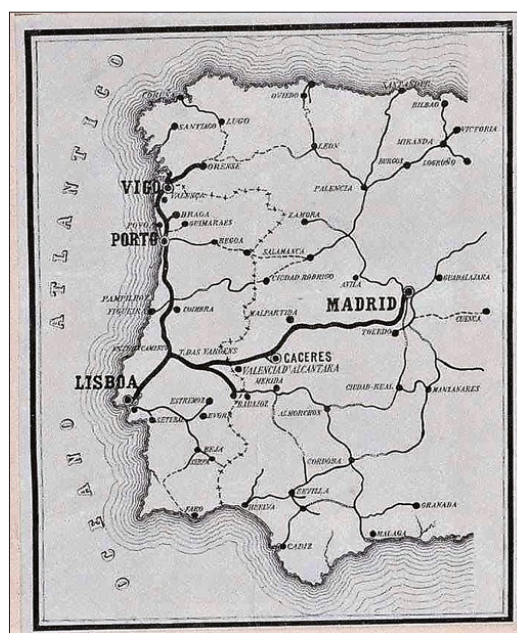 OCEANO ATLANTICO
CORUÑA
OVIEDO
SANTANDER
BILBAO
SANTIAGO
LUGO
VICTORIA
MIRANDA
LEON
BURGOS
LOGROÑO
ORENSE
VIGO
VALENÇA
PALENCIA
BRAGA
GUIMARAES
ZAMORA
PORTO
REGOA
SALAMANCA
CIUDAD RODRIGO
AVILA
GUADALAJARA
MADRID
PAMPILHOSA
FIGUEIRA
COIMBRA
MALPARTIDA
TOLEDO
CUENCA
T. DAS VARGENS
CACERES
VALENCIA D'ALCANTARA
LISBOA
MERIDA
CIUDAD-REAL
MANZANARES
ESTREMOZ
BADAJOZ
ALMORCHON
SETUBAL
EVORA
BEJA
CORDOBA
SERPA
SEVILLA
FARO
HUELVA
GRANADA
CADIZ
MALAGA